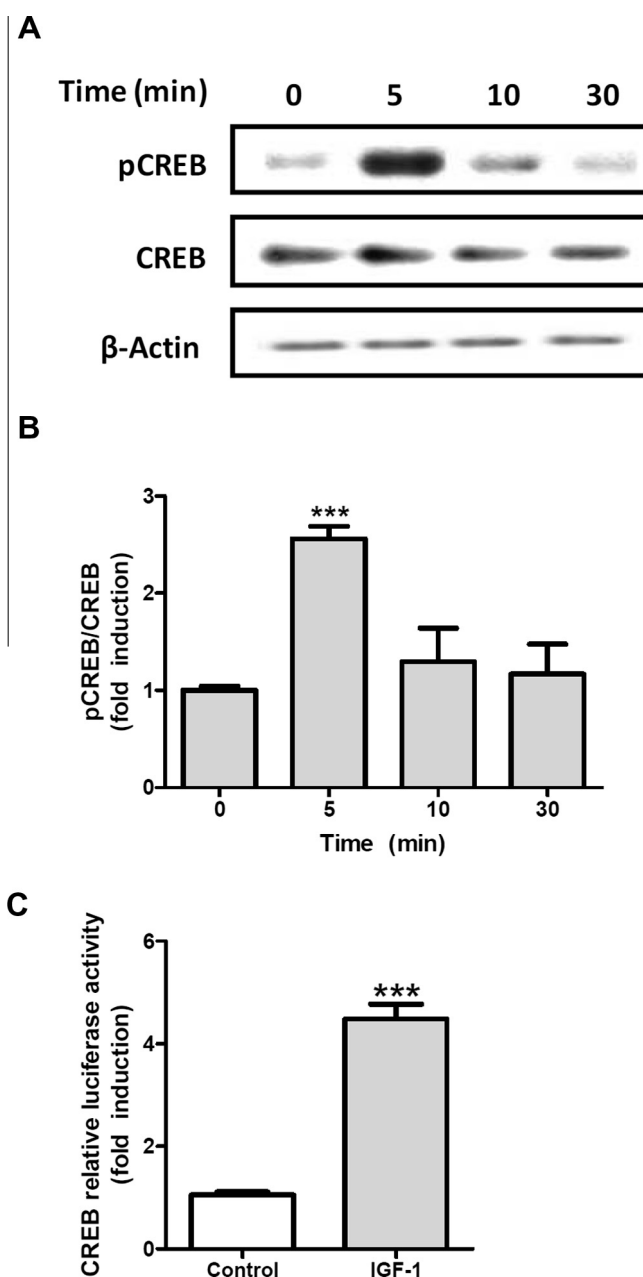 A
Time (min) 0 5 10 30
pCREB
CREB
β-Actin
B
pCREB/CREB
(fold induction)
3
2
1
0
***
0 5 10 30
Time (min)
C
CREB relative luciferase activity
(fold induction)
6
4
2
0
***
Control IGF-1